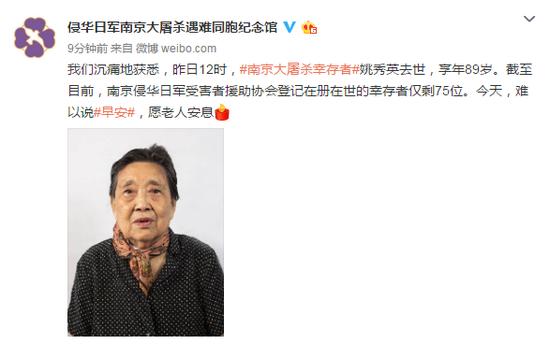 侵华日军南京大屠杀遇难同胞纪念馆
9分钟前 来自 微博 weibo.com
我们沉痛地获悉，昨日12时，#南京大屠杀幸存者#姚秀英去世，享年89岁。截至
目前，南京侵华日军受害者援助协会登记在册在世的幸存者仅剩75位。今天，难
以说#早安#，愿老人安息